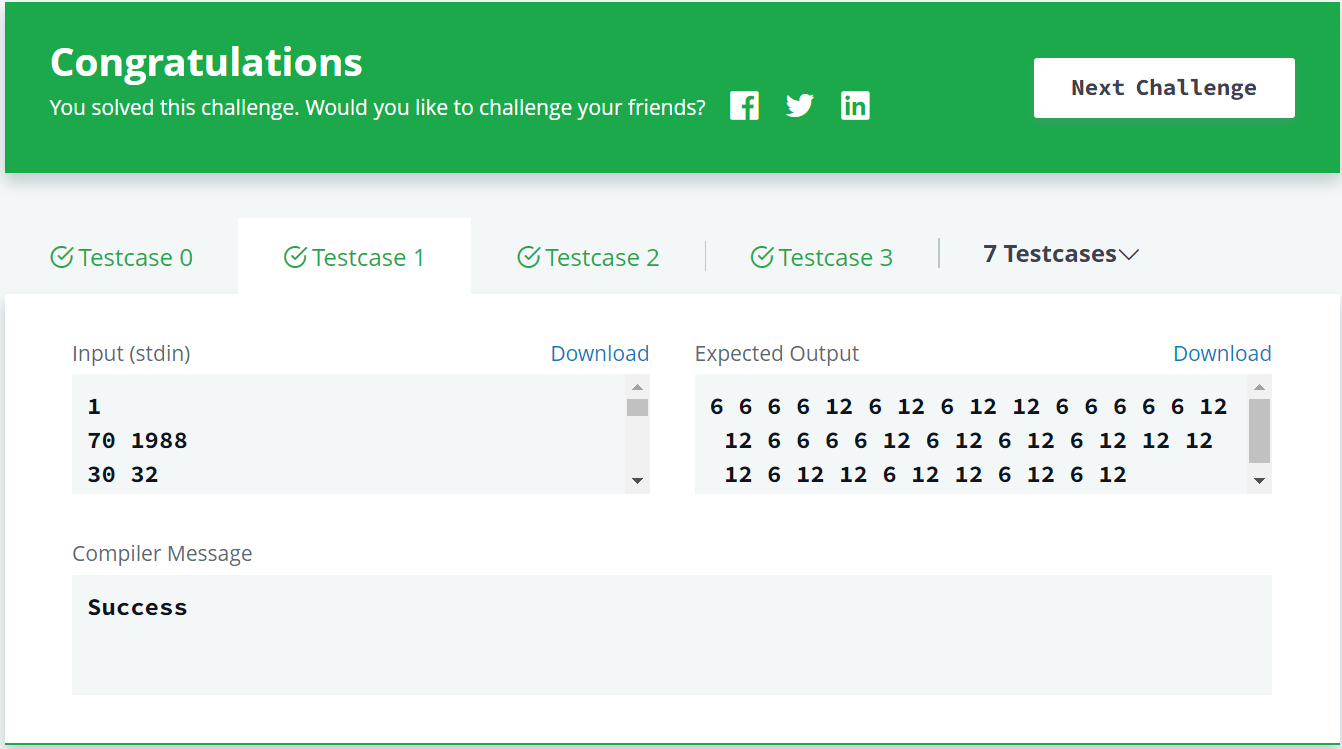 Congratulations
You solved this challenge. Would you like to challenge your friends?
Next Challenge
Testcase 0
Testcase 1
Testcase 2
Testcase 3
7 Testcases
Input (stdin)
Download
1
70 1988
30 32
Expected Output
Download
6 6 6 6 12 6 12 6 12 12 6 6 6 6 6 12
12 6 6 6 6 12 6 12 6 12 6 12 12 12
12 6 12 12 6 12 12 6 12 6 12
Compiler Message
Success